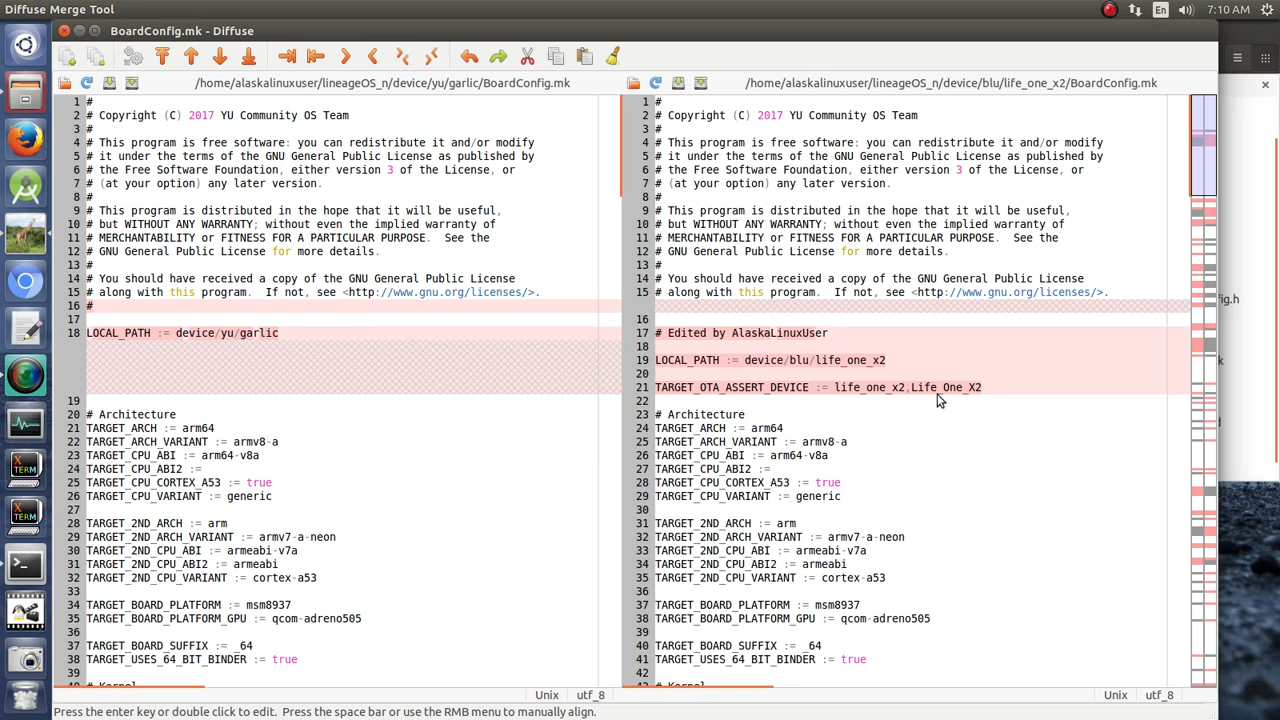 Diffuse Merge Tool
En
7:10 AM
BoardConfig.mk - Diffuse
/home/alaskalinuxuser/lineageOS_n/device/yu/garlic/BoardConfig.mk
1 #
2 # Copyright (C) 2017 YU Community OS Team
3 #
4 # This program is free software: you can redistribute it and/or modify
5 # it under the terms of the GNU General Public License as published by
6 # the Free Software Foundation, either version 3 of the License, or
7 # (at your option) any later version.
8 #
9 # This program is distributed in the hope that it will be useful,
10 # but WITHOUT ANY WARRANTY; without even the implied warranty of
11 # MERCHANTABILITY or FITNESS FOR A PARTICULAR PURPOSE.  See the
12 # GNU General Public License for more details.
13 #
14 # You should have received a copy of the GNU General Public License
15 # along with this program.  If not, see <http://www.gnu.org/licenses/>.
16 #
17
18 LOCAL_PATH := device/yu/garlic
19
20 # Architecture
21 TARGET_ARCH := arm64
22 TARGET_ARCH_VARIANT := armv8-a
23 TARGET_CPU_ABI := arm64-v8a
24 TARGET_CPU_ABI2 :=
25 TARGET_CPU_CORTEX_A53 := true
26 TARGET_CPU_VARIANT := generic
27
28 TARGET_2ND_ARCH := arm
29 TARGET_2ND_ARCH_VARIANT := armv7-a-neon
30 TARGET_2ND_CPU_ABI := armeabi-v7a
31 TARGET_2ND_CPU_ABI2 := armeabi
32 TARGET_2ND_CPU_VARIANT := cortex-a53
33
34 TARGET_BOARD_PLATFORM := msm8937
35 TARGET_BOARD_PLATFORM_GPU := qcom-adreno505
36
37 TARGET_BOARD_SUFFIX := _64
38 TARGET_USES_64_BIT_BINDER := true
39
40 # Kernel
Unix
utf_8
/home/alaskalinuxuser/lineageOS_n/device/blu/life_one_x2/BoardConfig.mk
1 #
2 # Copyright (C) 2017 YU Community OS Team
3 #
4 # This program is free software: you can redistribute it and/or modify
5 # it under the terms of the GNU General Public License as published by
6 # the Free Software Foundation, either version 3 of the License, or
7 # (at your option) any later version.
8 #
9 # This program is distributed in the hope that it will be useful,
10 # but WITHOUT ANY WARRANTY; without even the implied warranty of
11 # MERCHANTABILITY or FITNESS FOR A PARTICULAR PURPOSE.  See the
12 # GNU General Public License for more details.
13 #
14 # You should have received a copy of the GNU General Public License
15 # along with this program.  If not, see <http://www.gnu.org/licenses/>.
16
17 # Edited by AlaskaLinuxUser
18
19 LOCAL_PATH := device/blu/life_one_x2
20
21 TARGET_OTA_ASSERT_DEVICE := life_one_x2,Life_One_X2
22
23 # Architecture
24 TARGET_ARCH := arm64
25 TARGET_ARCH_VARIANT := armv8-a
26 TARGET_CPU_ABI := arm64-v8a
27 TARGET_CPU_ABI2 :=
28 TARGET_CPU_CORTEX_A53 := true
29 TARGET_CPU_VARIANT := generic
30
31 TARGET_2ND_ARCH := arm
32 TARGET_2ND_ARCH_VARIANT := armv7-a-neon
33 TARGET_2ND_CPU_ABI := armeabi-v7a
34 TARGET_2ND_CPU_ABI2 := armeabi
35 TARGET_2ND_CPU_VARIANT := cortex-a53
36
37 TARGET_BOARD_PLATFORM := msm8937
38 TARGET_BOARD_PLATFORM_GPU := qcom-adreno505
39
40 TARGET_BOARD_SUFFIX := _64
41 TARGET_USES_64_BIT_BINDER := true
42
43 # Kernel
Unix
utf_8
fig.h
k
d
X TERM
X TERM
Press the enter key or double click to edit.  Press the space bar or use the RMB menu to manually align.